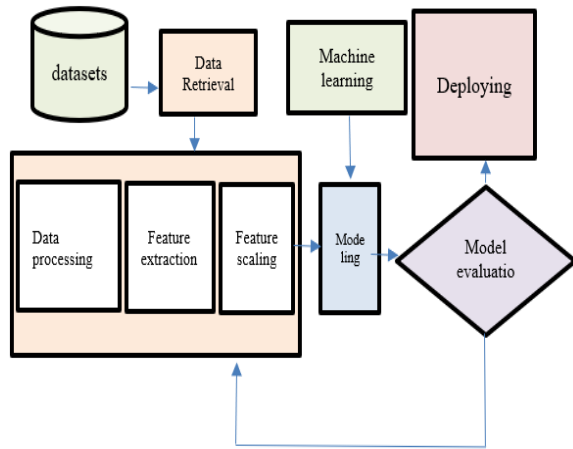 datasets
Data
Retrieval
Machine
learning
Deploying
Data
processing
Feature
extraction
Feature
scaling
Mode
ling
Model
evaluatio